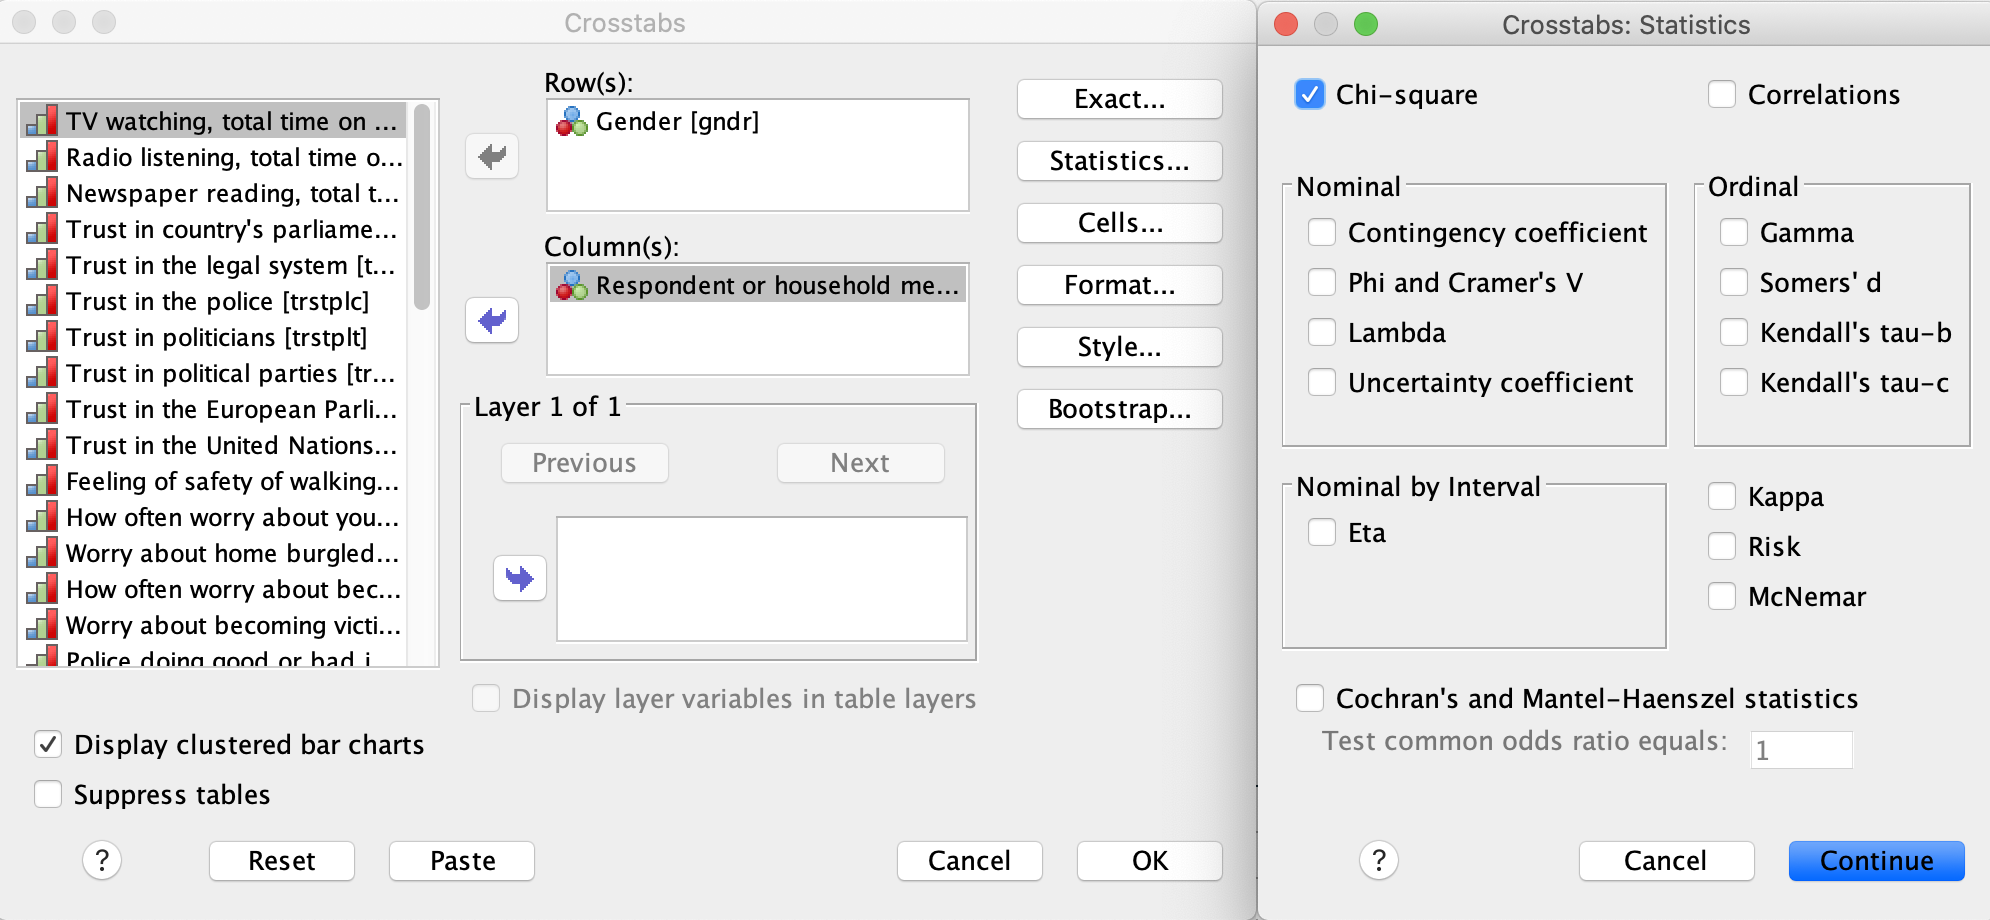 Crosstabs
TV watching, total time on ...
Radio listening, total time o...
Newspaper reading, total t...
Trust in country's parliame...
Trust in the legal system [t...
Trust in the police [trstplc]
Trust in politicians [trstplt]
Trust in political parties [tr...
Trust in the European Parli...
Trust in the United Nations...
Feeling of safety of walking...
How often worry about you...
Worry about home burgled...
How often worry about bec...
Worry about becoming victi...
Police doing good or bad j...
Row(s):
Gender [gndr]
Column(s):
Respondent or household me...
Layer 1 of 1
Previous
Next
Display layer variables in table layers
Exact...
Statistics...
Cells...
Format...
Style...
Bootstrap...
Display clustered bar charts
Suppress tables
?
Reset
Paste
Cancel
OK
Crosstabs: Statistics
Chi-square
Correlations
Nominal
Contingency coefficient
Phi and Cramer's V
Lambda
Uncertainty coefficient
Ordinal
Gamma
Somers' d
Kendall's tau-b
Kendall's tau-c
Nominal by Interval
Eta
Kappa
Risk
McNemar
Cochran's and Mantel-Haenszel statistics
Test common odds ratio equals:
1
?
Cancel
Continue